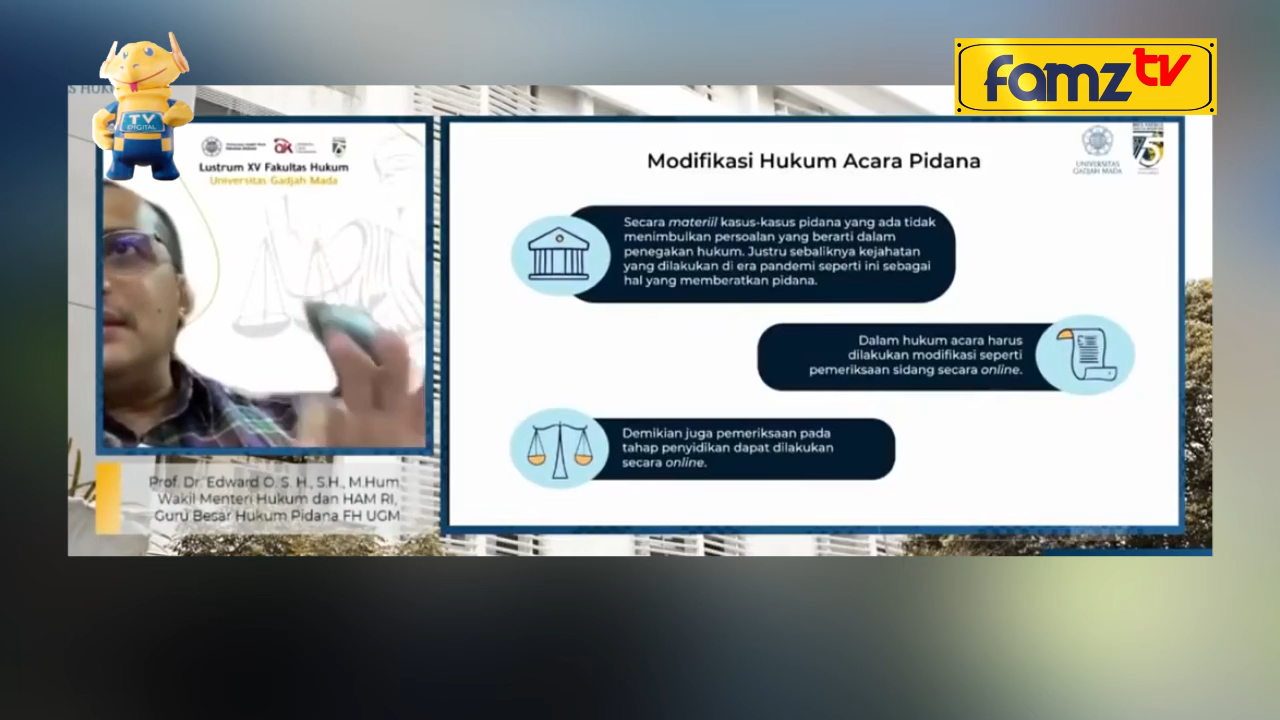 famztv
TV
DIGITAL
Lustrum XV Fakultas Hukum
Universitas Gadjah Mada
Prof. Dr. Edward O. S. H., S.H., M.Hum.
Wakil Menteri Hukum dan HAM RI,
Guru Besar Hukum Pidana FH UGM
Modifikasi Hukum Acara Pidana
UNIVERSITAS
GADJAH MADA
75
Secara materiil kasus-kasus pidana yang ada tidak
menimbulkan persoalan yang berarti dalam
penegakan hukum. Justru sebaliknya kejahatan
yang dilakukan di era pandemi seperti ini sebagai
hal yang memberatkan pidana.
Dalam hukum acara harus
dilakukan modifikasi seperti
pemeriksaan sidang secara online.
Demikian juga pemeriksaan pada
tahap penyidikan dapat dilakukan
secara online.